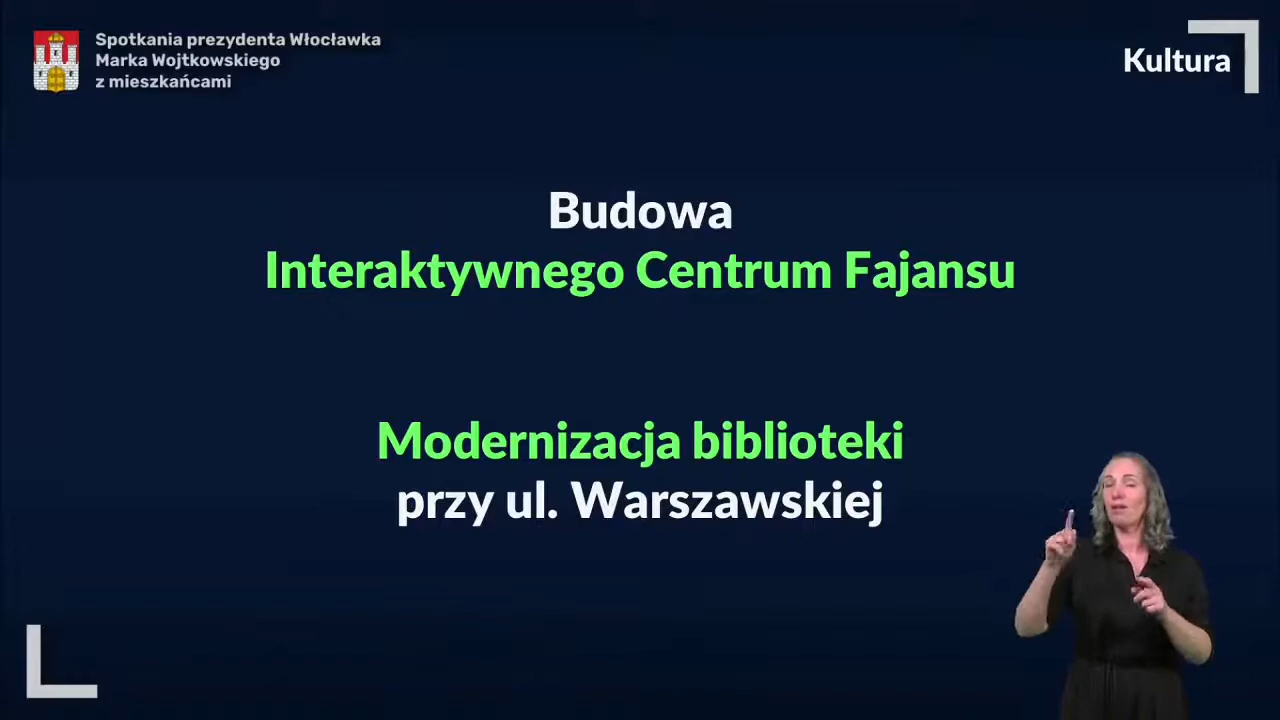 Spotkania prezydenta Włocławka
Marka Wojtkowskiego
z mieszkańcami
Kultura
Budowa
Interaktywnego Centrum Fajansu
Modernizacja biblioteki
przy ul. Warszawskiej